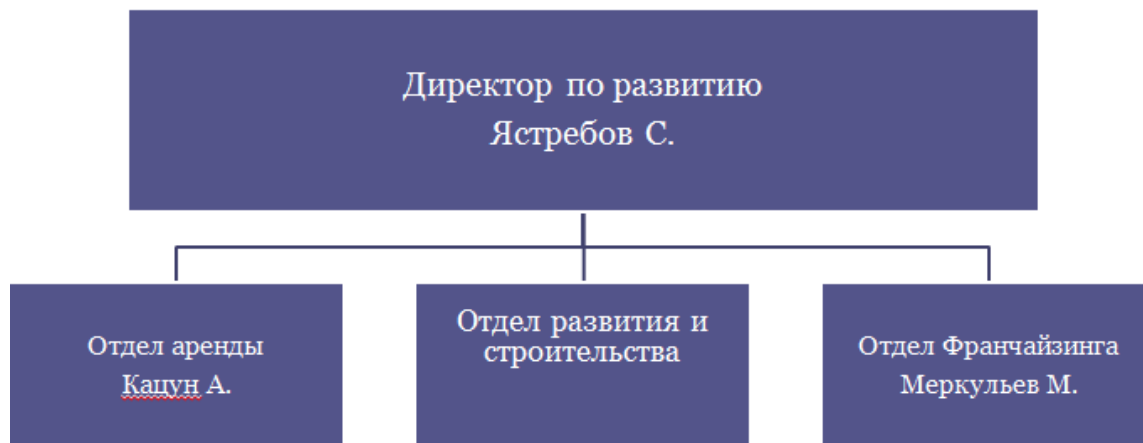 Директор по развитию
Ястребов С.
Отдел аренды
Кацун А.
Отдел развития и
строительства
Отдел Франчайзинга
Меркульев М.